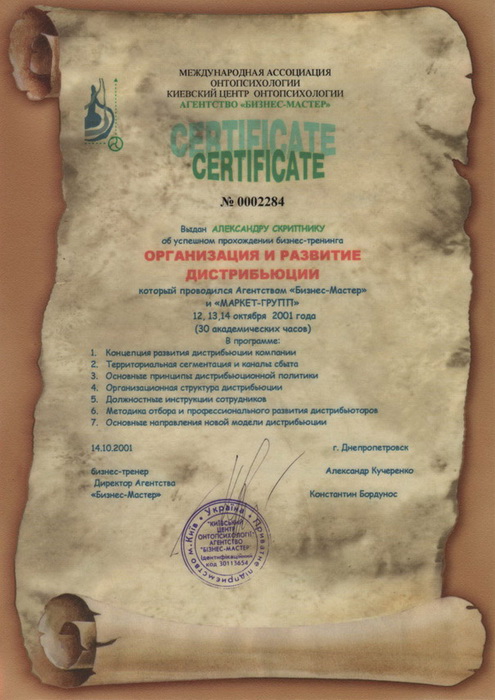 МЕЖДУНАРОДНАЯ АССОЦИАЦИЯ
ОНТОПСИХОЛОГИИ
КИЕВСКИЙ ЦЕНТР ОНТОПСИХОЛОГИИ
АГЕНТСТВО «БИЗНЕС-МАСТЕР»
CERTIFICATE
CERTIFICATE
№ 0002284
Выдан АЛЕКСАНДРУ СКРИПНИКУ
об успешном прохождении бизнес-тренинга
ОРГАНИЗАЦИЯ И РАЗВИТИЕ
ДИСТРИБЬЮЦИИ
который проводился Агентством «Бизнес-Мастер»
и «МАРКЕТ-ГРУПП»
12, 13,14 октября 2001 года
(30 академических часов)
В программе:
1. Концепция развития дистрибьюции компании
2. Территориальная сегментация и каналы сбыта
3. Основные принципы дистрибьюционной политики
4. Организационная структура дистрибьюции
5. Должностные инструкции сотрудников
6. Методика отбора и профессионального развития дистрибьюторов
7. Основные направления новой модели дистрибьюции
14.10.2001 г. Днепропетровск
бизнес-тренер Александр Кучеренко
Директор Агентства
«Бизнес-Мастер» Константин Бордунос
Україна * Приватне підприємство * м. Київ *
"КИЇВСЬКИЙ
ЦЕНТР
ОНТОПСИХОЛОГІЇ"
АГЕНТСТВО
"БІЗНЕС-МАСТЕР"
Ідентифікаційний
код 30115654